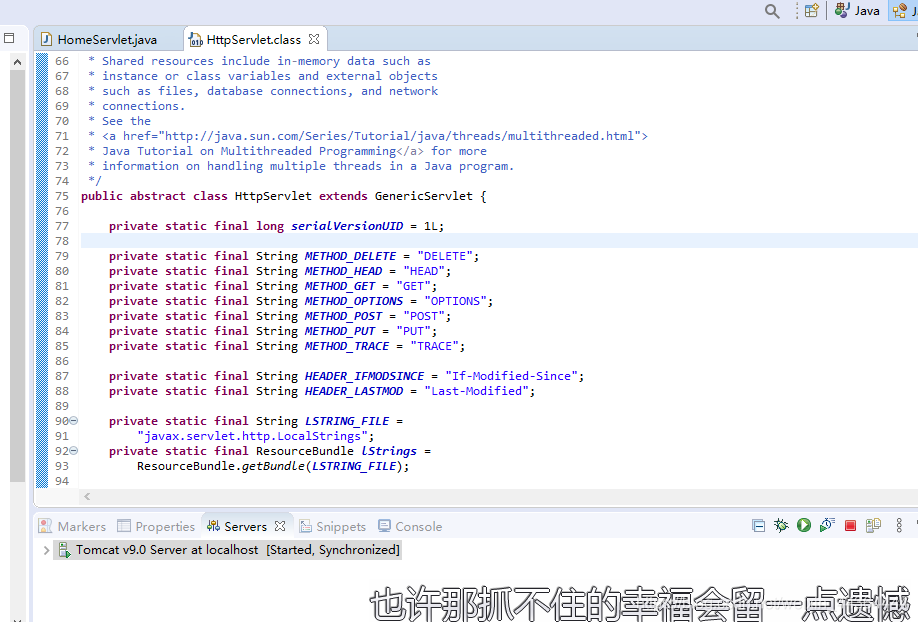 Java
HomeServlet.java
HttpServlet.class
66 * Shared resources include in-memory data such as
67 * instance or class variables and external objects
68 * such as files, database connections, and network
69 * connections.
70 * See the
71 * <a href="http://java.sun.com/Series/Tutorial/java/threads/multithreaded.html">
72 * Java Tutorial on Multithreaded Programming</a> for more
73 * information on handling multiple threads in a Java program.
74 */
75 public abstract class HttpServlet extends GenericServlet {
76
77 private static final long serialVersionUID = 1L;
78
79 private static final String METHOD_DELETE = "DELETE";
80 private static final String METHOD_HEAD = "HEAD";
81 private static final String METHOD_GET = "GET";
82 private static final String METHOD_OPTIONS = "OPTIONS";
83 private static final String METHOD_POST = "POST";
84 private static final String METHOD_PUT = "PUT";
85 private static final String METHOD_TRACE = "TRACE";
86
87 private static final String HEADER_IFMODSINCE = "If-Modified-Since";
88 private static final String HEADER_LASTMOD = "Last-Modified";
89
90 private static final String LSTRING_FILE =
91 "javax.servlet.http.LocalStrings";
92 private static final ResourceBundle lStrings =
93 ResourceBundle.getBundle(LSTRING_FILE);
94
Markers Properties Servers Snippets Console
Tomcat v9.0 Server at localhost [Started, Synchronized]
也许那抓不住的幸福会留一点遗憾